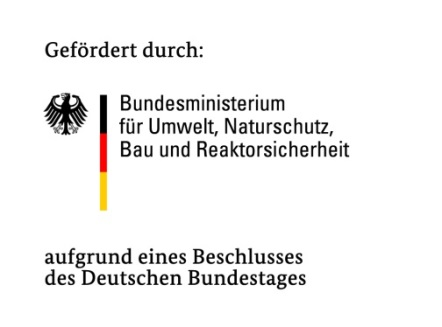 Gefördert durch:
Bundesministerium
für Umwelt, Naturschutz,
Bau und Reaktorsicherheit
aufgrund eines Beschlusses
des Deutschen Bundestages